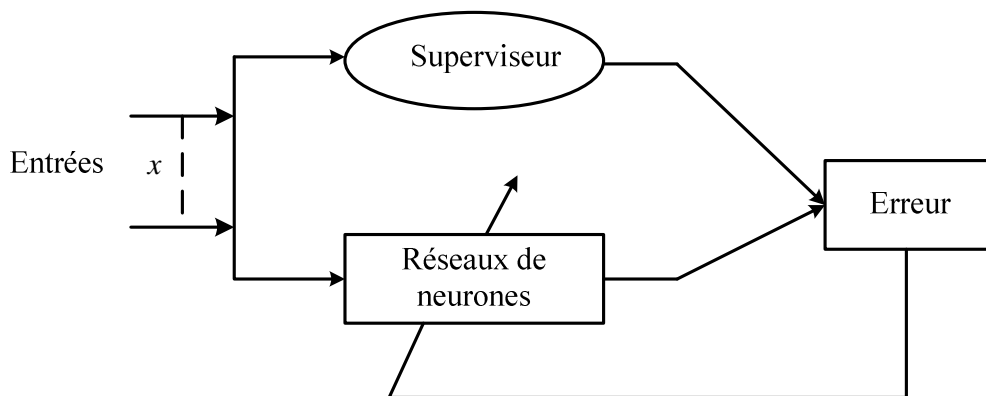 Superviseur
Entrées
x
Erreur
Réseaux de
neurones